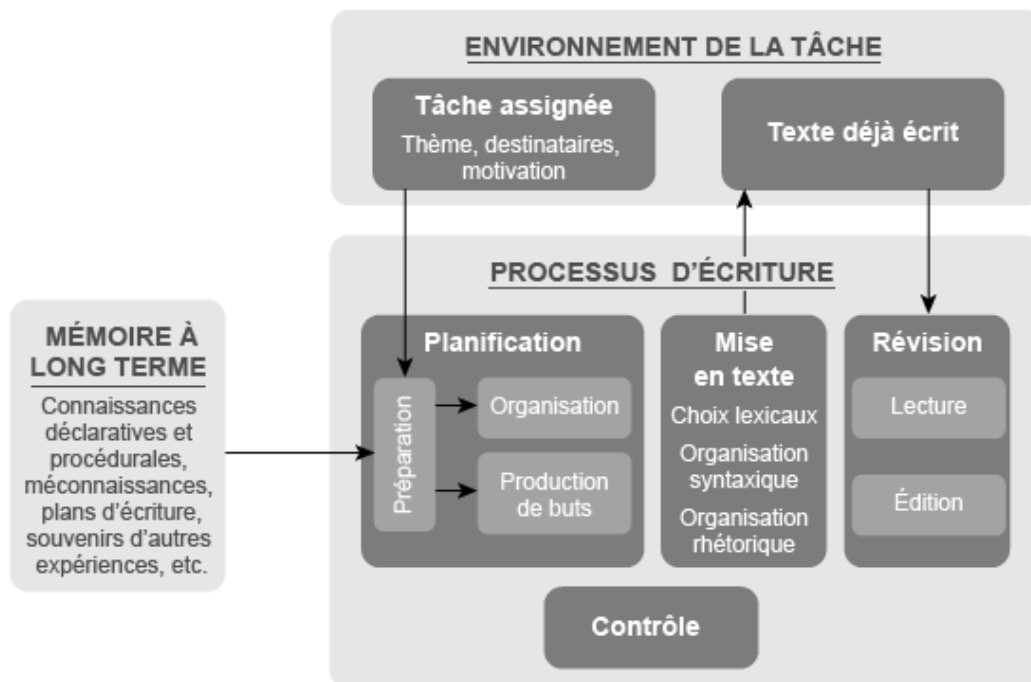 ENVIRONNEMENT DE LA TÂCHE
Tâche assignée
Thème, destinataires,
motivation
Texte déjà écrit
PROCESSUS D’ÉCRITURE
MÉMOIRE À
LONG TERME
Connaissances
déclaratives et
procédurales,
méconnaissances,
plans d’écriture,
souvenirs d’autres
expériences, etc.
Planification
Préparation
Organisation
Production
de buts
Mise
en texte
Choix lexicaux
Organisation
syntaxique
Organisation
rhétorique
Révision
Lecture
Édition
Contrôle